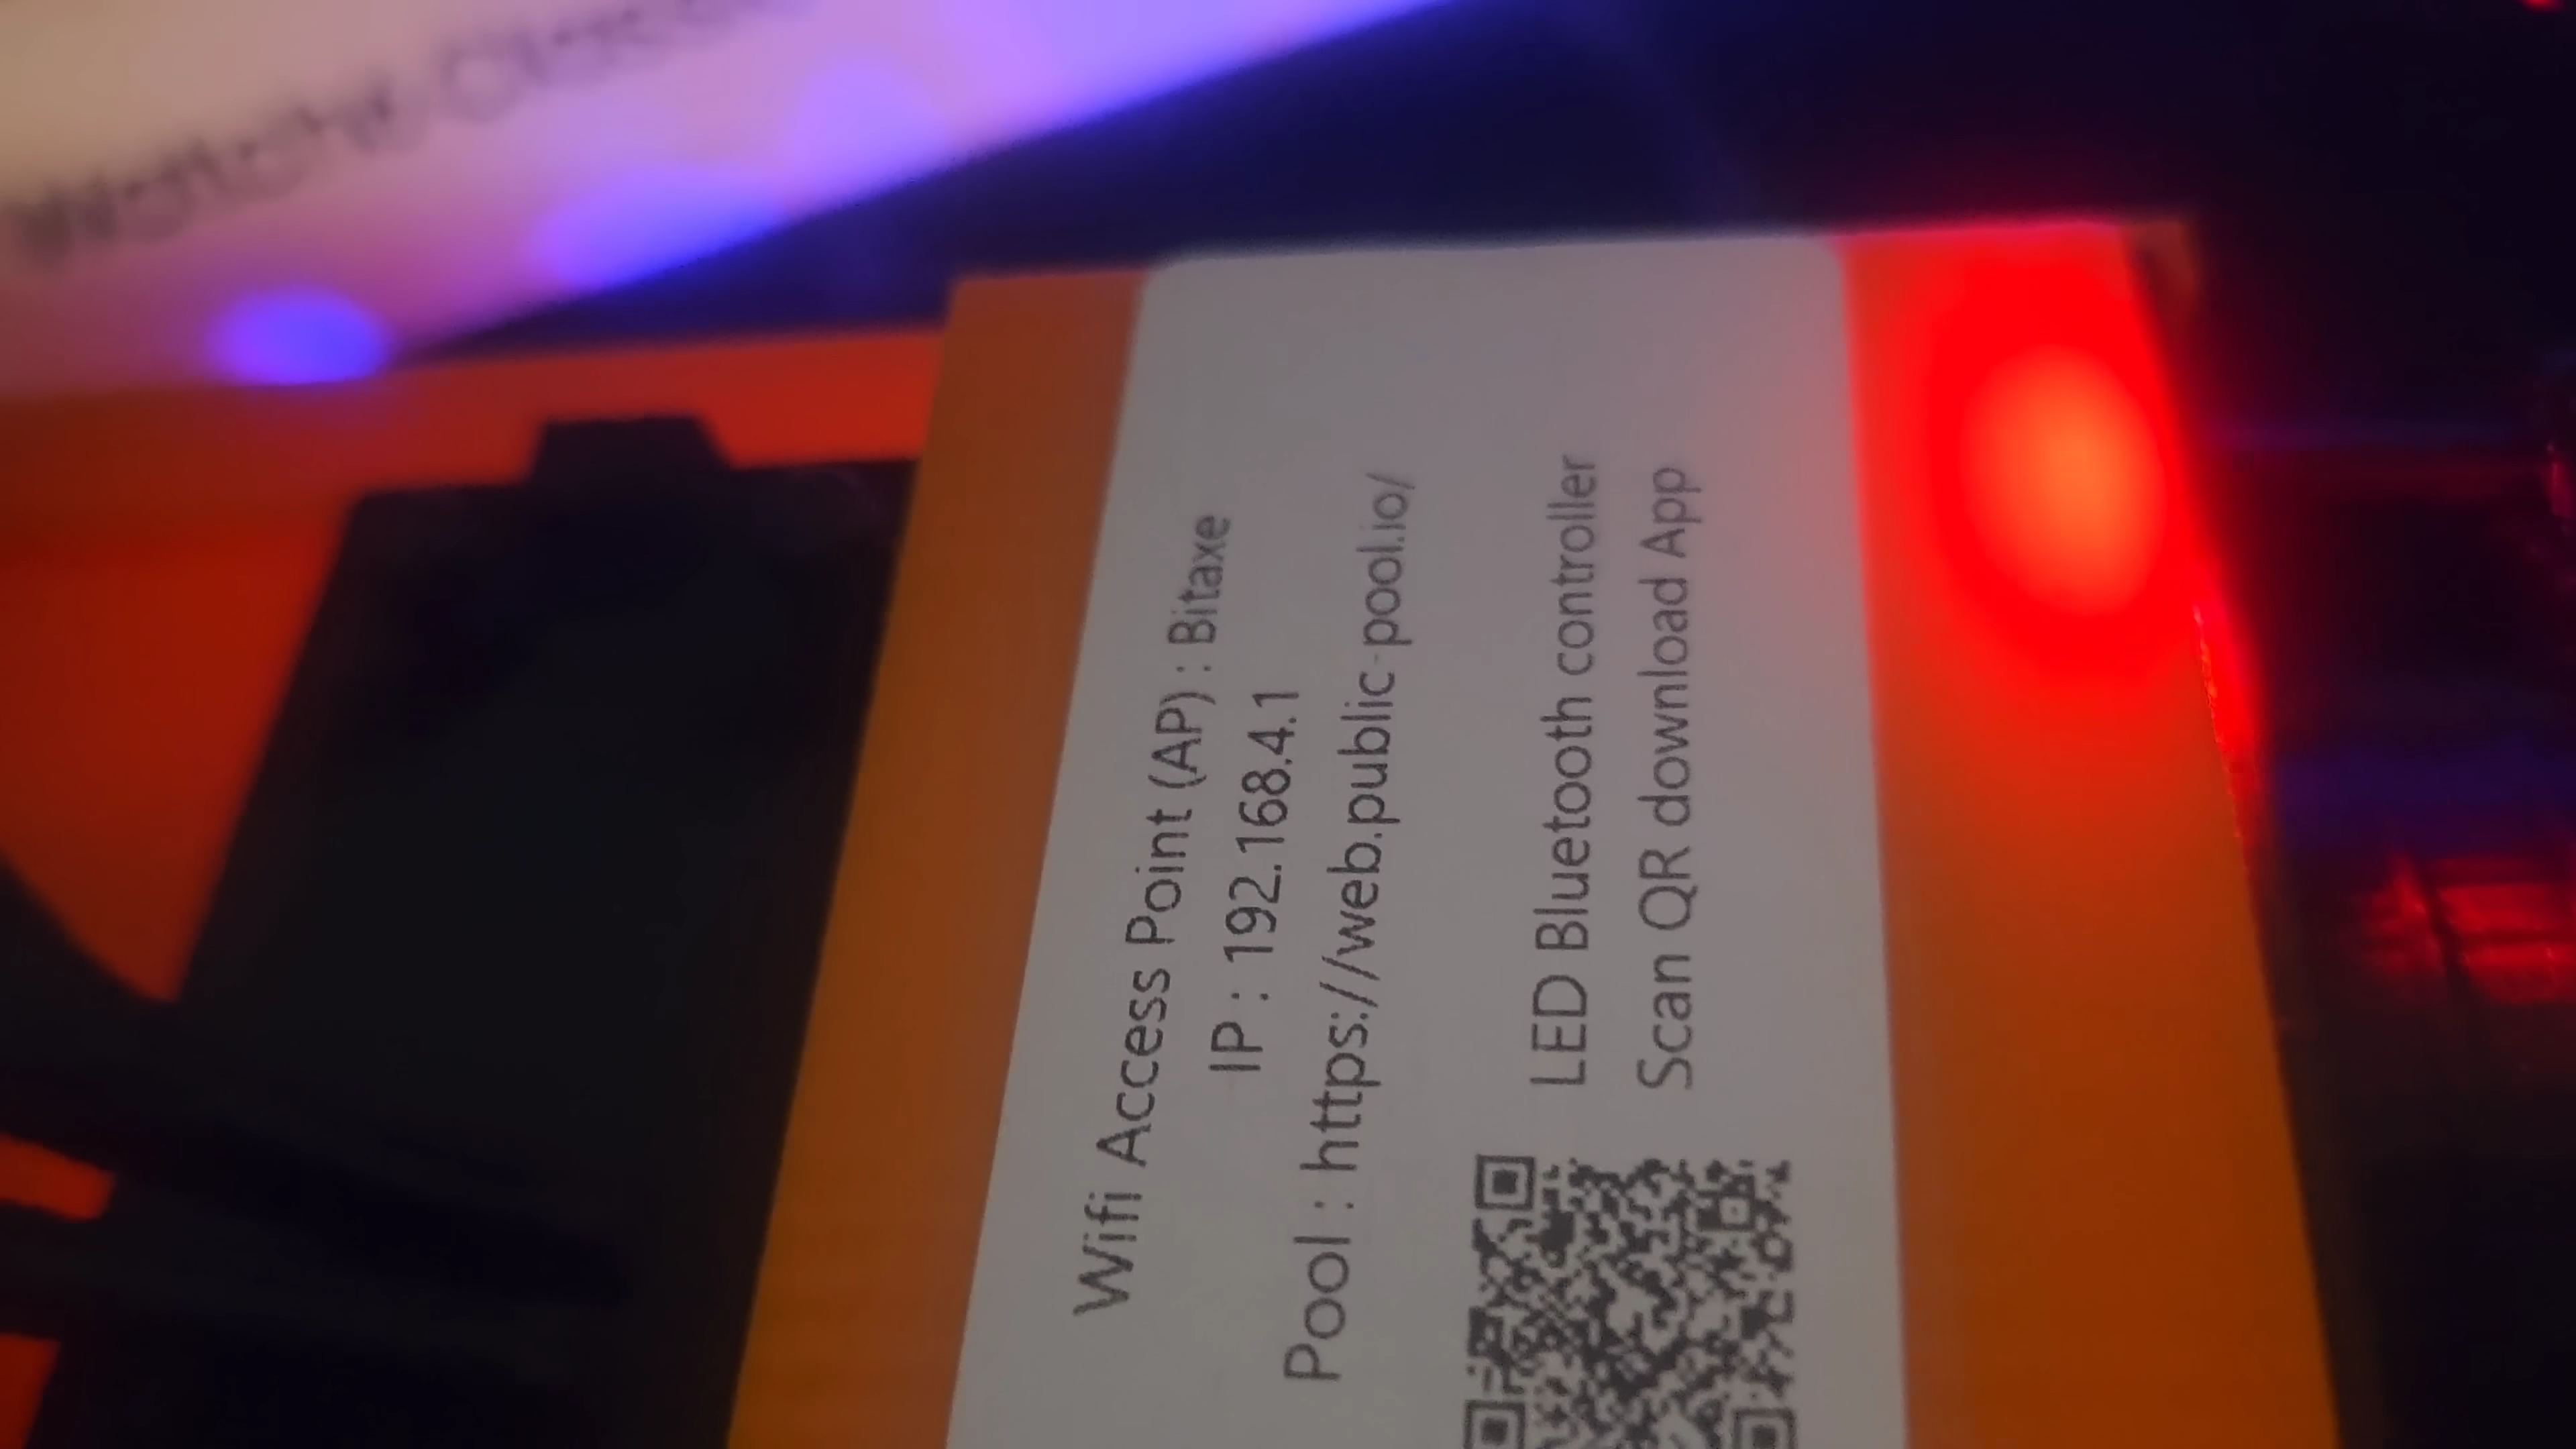 Wifi Access Point (AP) : Bitaxe
IP : 192.168.4.1
Pool : https://web.public-pool.io/
LED Bluetooth controller
Scan QR download App